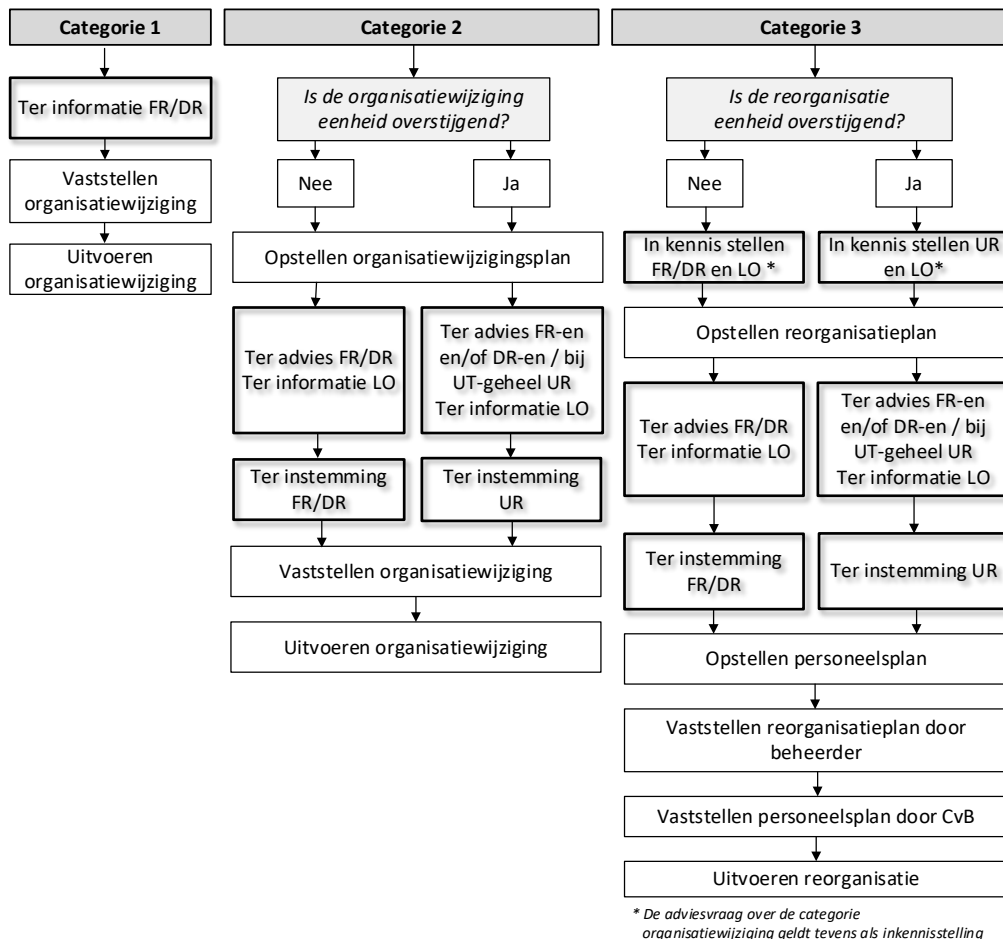 Categorie 1
Ter informatie FR/DR
Vaststellen
organisatiewijziging
Uitvoeren
organisatiewijziging
Categorie 2
Is de organisatiewijziging
eenheid overstijgend?
Nee
Ja
Opstellen organisatiewijzigingsplan
Ter advies FR/DR
Ter informatie LO
Ter advies FR-en
en/of DR-en / bij
UT-geheel UR
Ter informatie LO
Ter instemming
FR/DR
Ter instemming
UR
Vaststellen organisatiewijziging
Uitvoeren organisatiewijziging
Categorie 3
Is de reorganisatie
eenheid overstijgend?
Nee
Ja
In kennis stellen
FR/DR en LO *
In kennis stellen UR
en LO*
Opstellen reorganisatieplan
Ter advies FR/DR
Ter informatie LO
Ter advies FR-en
en/of DR-en / bij
UT-geheel UR
Ter informatie LO
Ter instemming
FR/DR
Ter instemming UR
Opstellen personeelsplan
Vaststellen reorganisatieplan door
beheerder
Vaststellen personeelsplan door CvB
Uitvoeren reorganisatie
* De adviesvraag over de categorie
organisatiewijziging geldt tevens als inkennisstelling